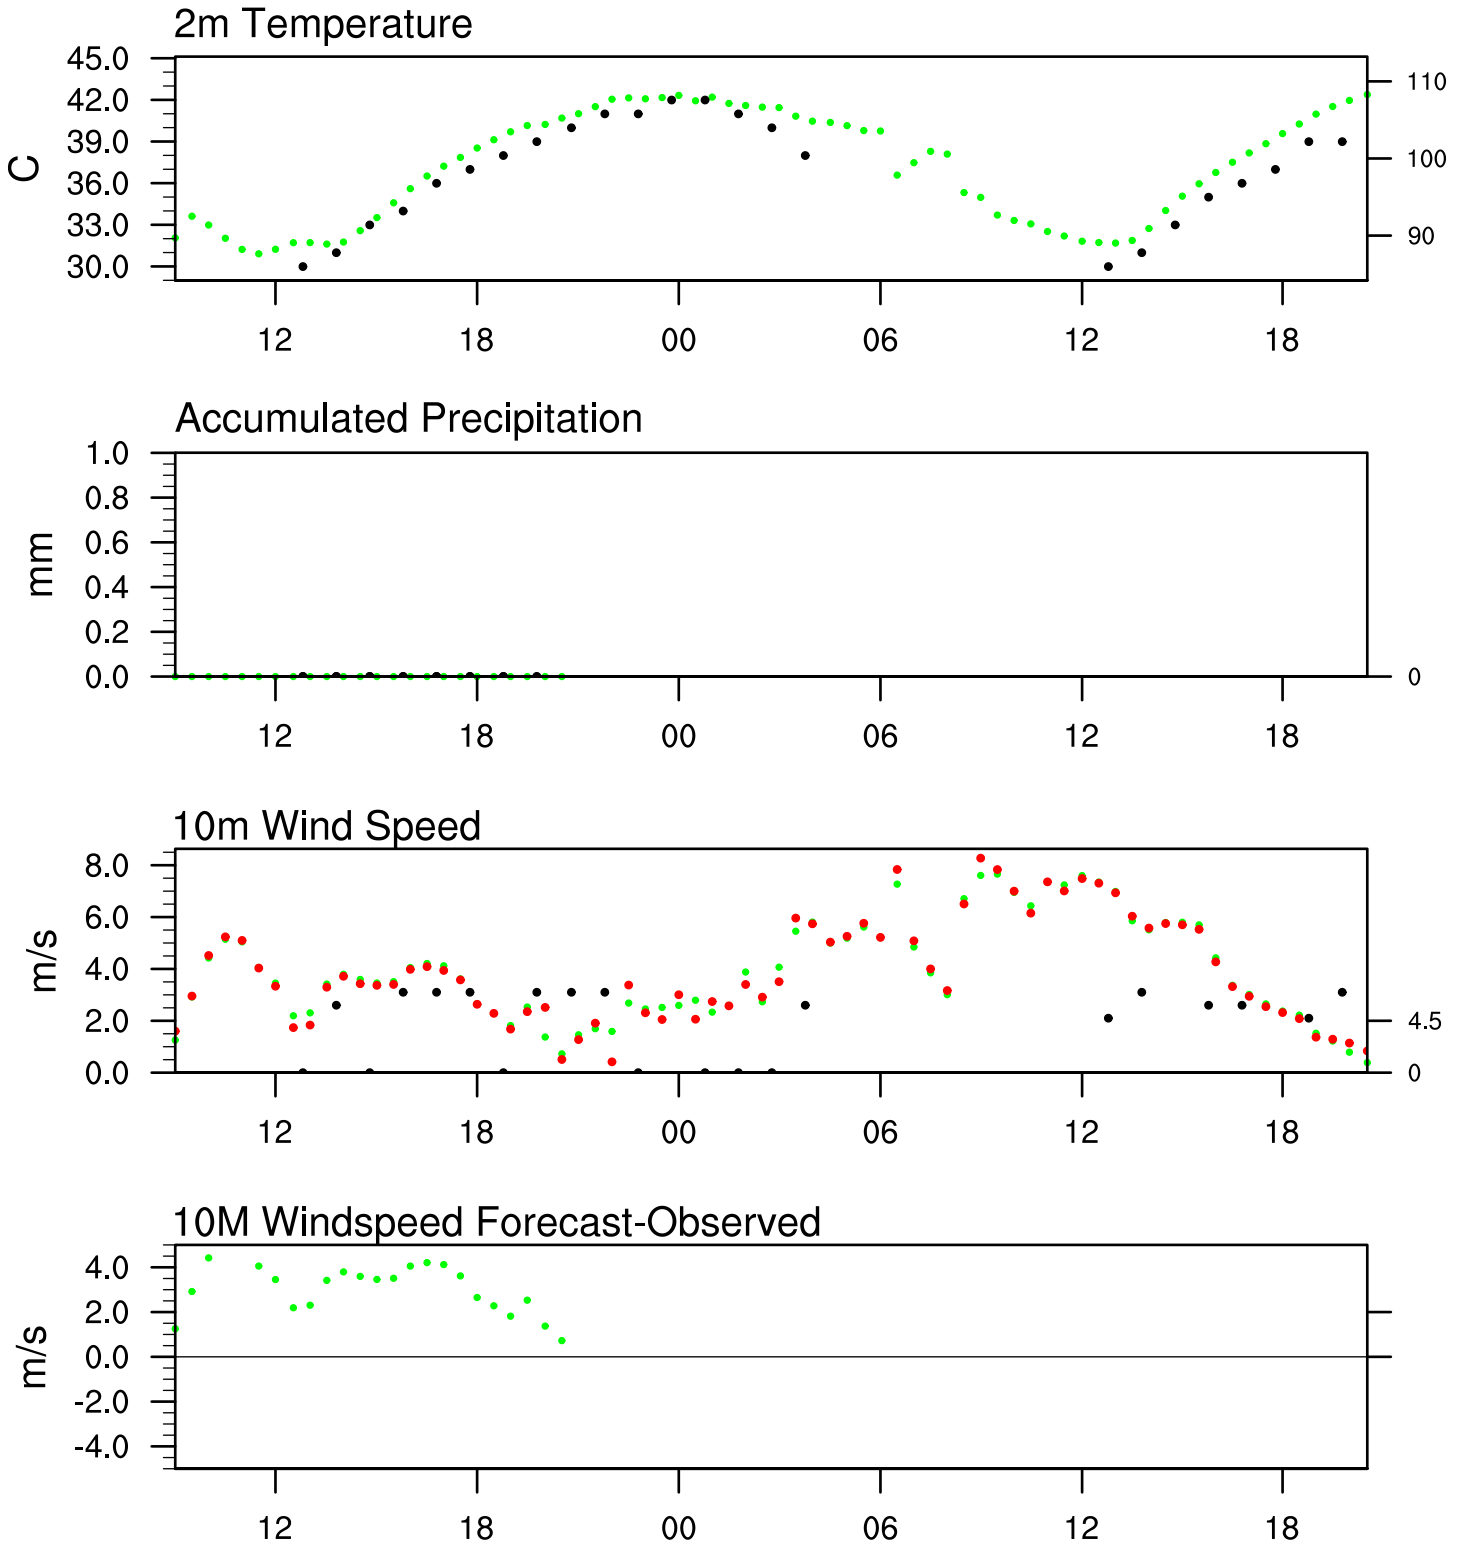 2m Temperature
45.0
42.0
39.0
36.0
33.0
30.0
C
110
100
90
12 18 00 06 12 18
Accumulated Precipitation
1.0
0.8
0.6
0.4
0.2
0.0
mm
0
12 18 00 06 12 18
10m Wind Speed
8.0
6.0
4.0
2.0
0.0
m/s
4.5
0
12 18 00 06 12 18
10M Windspeed Forecast-Observed
4.0
2.0
0.0
-2.0
-4.0
m/s
12 18 00 06 12 18